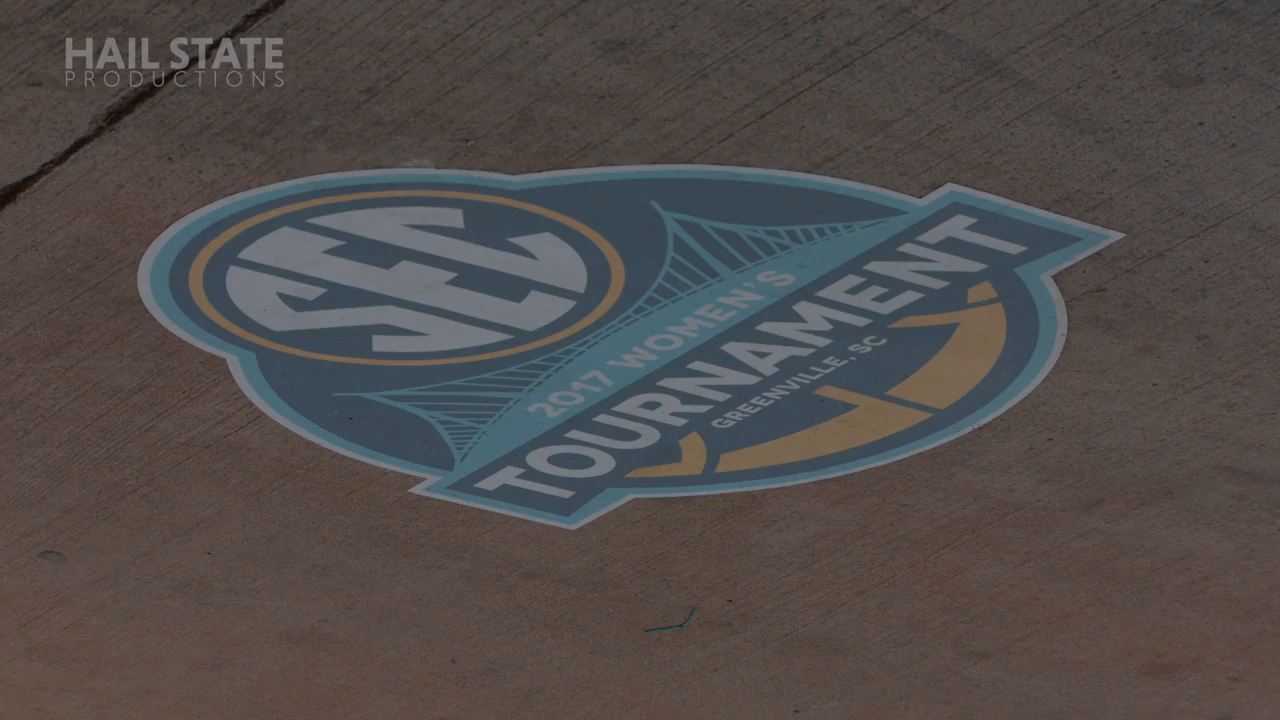 HAIL STATE
PRODUCTIONS
SEC
2017 WOMEN'S
TOURNAMENT
GREENVILLE, SC